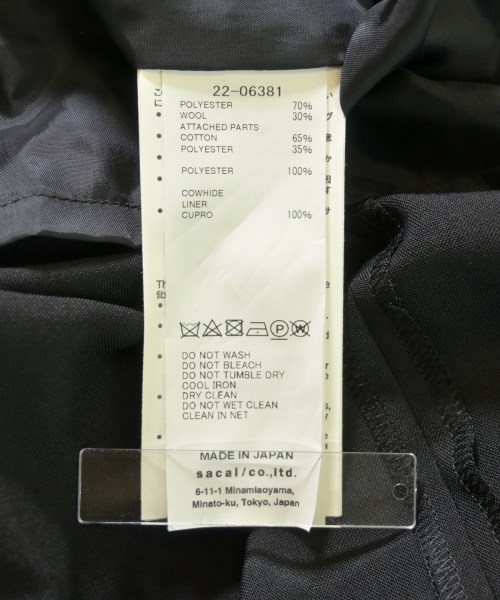 22-06381
POLYESTER 70%
WOOL 30%
ATTACHED PARTS
COTTON 65%
POLYESTER 35%
POLYESTER 100%
COWHIDE
LINER
CUPRO 100%
DO NOT WASH
DO NOT BLEACH
DO NOT TUMBLE DRY
COOL IRON
DRY CLEAN
DO NOT WET CLEAN
CLEAN IN NET
MADE IN JAPAN
sacai/co.,ltd.
6-11-1 Minamiaoyama,
Minato-ku, Tokyo, Japan